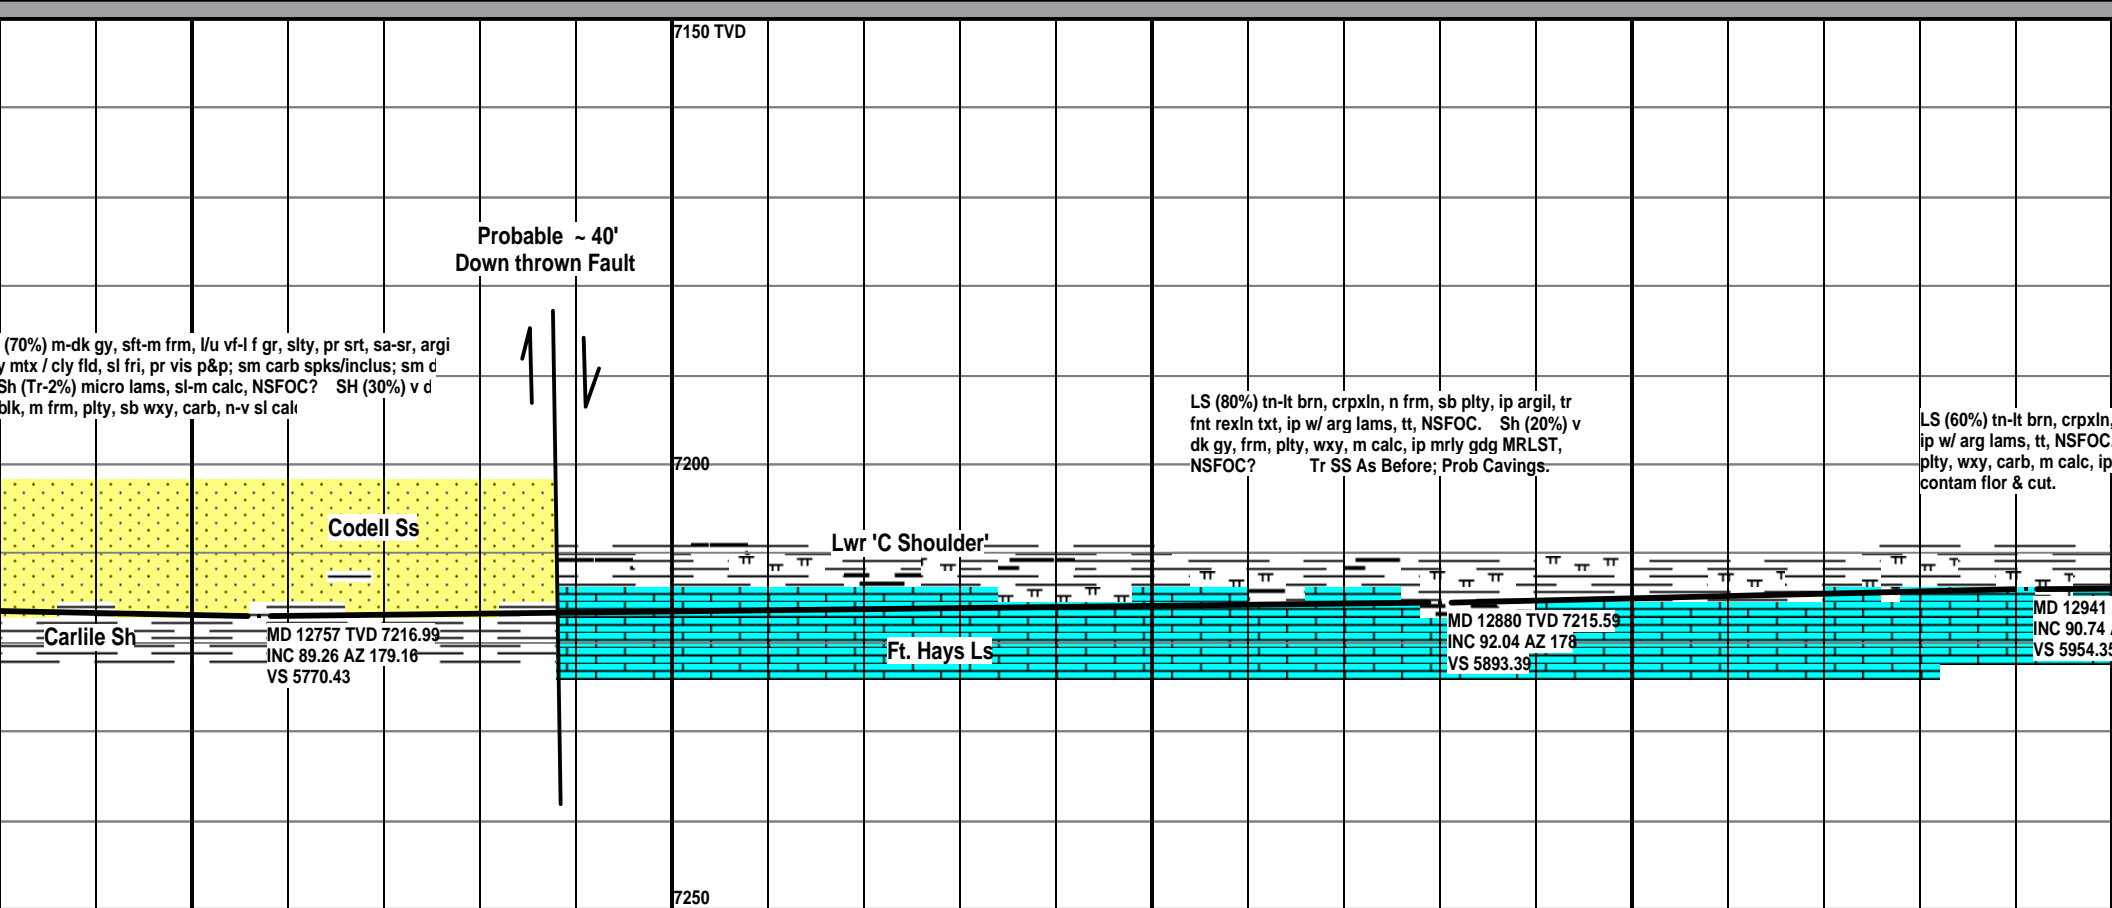 7150 TVD
Probable ~ 40'
Down thrown Fault
(70%) m-dk gy, sft-m frm, l/u vf-l f gr, slty, pr srt, sa-sr, argi
mtx / cly fld, sl fri, pr vis p&p; sm carb spks/inclus; sm
Sh (Tr-2%) micro lams, sl-m calc, NSFOC? SH (30%) v d
blk, m frm, plty, sb wxy, carb, n-v sl calc
LS (80%) tn-lt brn, crpxln, n frm, sb plty, ip argil, tr
fnt rexln txt, ip w/ arg lams, tt, NSFOC. Sh (20%) v
dk gy, frm, plty, wxy, m calc, ip mrly gdg MRLST,
NSFOC? Tr SS As Before; Prob Cavings.
LS (60%) tn-lt brn, crpxln,
ip w/ arg lams, tt, NSFOC.
plty, wxy, carb, m calc, ip
contam flor & cut.
7200
Codell Ss
Lwr 'C Shoulder'
Carlile Sh
MD 12757 TVD 7216.99
INC 89.26 AZ 179.16
VS 5770.43
Ft. Hays Ls
MD 12880 TVD 7215.59
INC 92.04 AZ 178
VS 5893.39
MD 12941
INC 90.74
VS 5954.35
7250